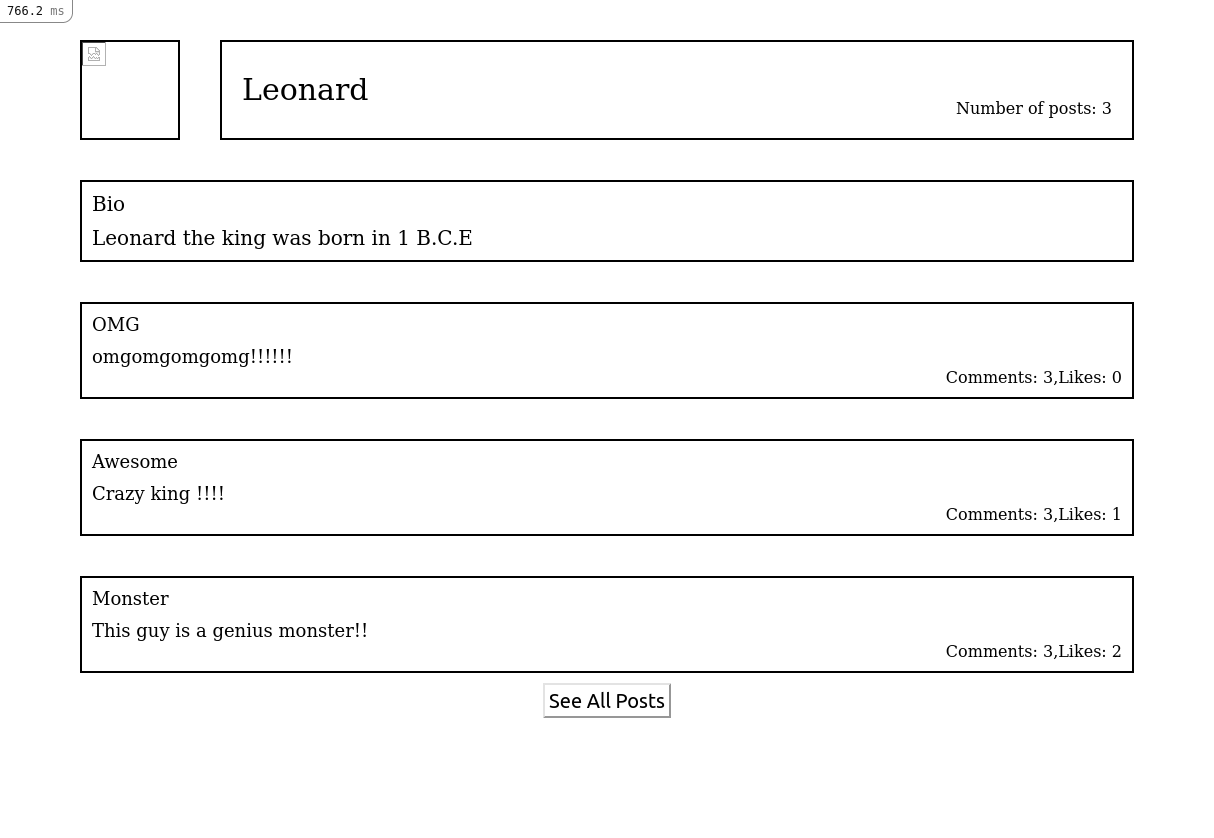 766.2 ms
Leonard
Number of posts: 3
Bio
Leonard the king was born in 1 B.C.E
OMG
omgomgomgomg!!!!!!
Comments: 3,Likes: 0
Awesome
Crazy king !!!!
Comments: 3,Likes: 1
Monster
This guy is a genius monster!!
Comments: 3,Likes: 2
See All Posts